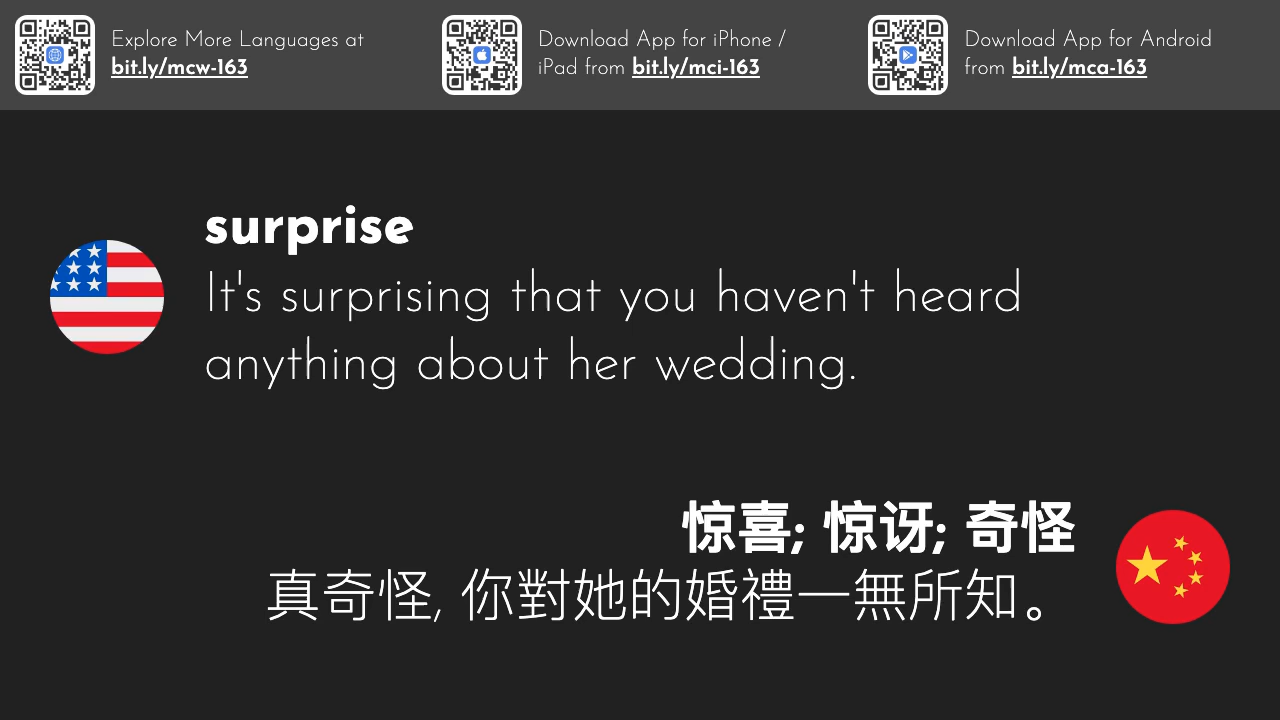 Explore More Languages at
bit.ly/mcw-163
Download App for iPhone /
iPad from bit.ly/mci-163
Download App for Android
from bit.ly/mca-163
surprise
It's surprising that you haven't heard
anything about her wedding.
惊喜; 惊讶; 奇怪
真奇怪, 你對她的婚禮一無所知。